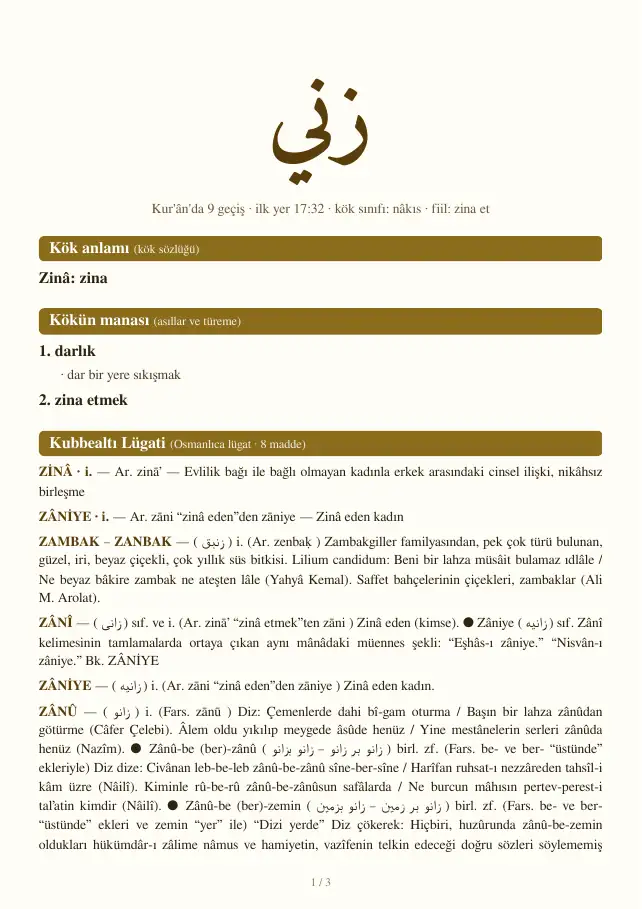 زني
Kur'ân'da 9 geçiş · ilk yer 17:32 · kök sınıfı: nâkıs · fiil: zina et
Kök anlamı (kök sözlüğü)
Zinâ: zina
Kökün manası (asıllar ve türeme)
1. darlık
· dar bir yere sıkışmak
2. zina etmek
Kubbealtı Lügati (Osmanlıca lügat · 8 madde)
ZİNÂ · i. — Ar. zinā’ — Evlilik bağı ile bağlı olmayan kadınla erkek arasındaki cinsel ilişki, nikâhsız
birleşme
ZÂNİYE · i. — Ar. zāni “zinâ eden”den zāniye — Zinâ eden kadın
ZAMBAK – ZANBAK — ( زنبق ) i. (Ar. zenbaḳ ) Zambakgiller familyasından, pek çok türü bulunan,
güzel, iri, beyaz çiçekli, çok yıllık süs bitkisi. Lilium candidum: Beni bir lahza müsâit bulamaz ıdlâle /
Ne beyaz bâkire zambak ne ateşten lâle (Yahyâ Kemal). Saffet bahçelerinin çiçekleri, zambaklar (Ali
M. Arolat).
ZÂNÎ — ( زانى ) sıf. ve i. (Ar. zinā’ “zinâ etmek”ten zāni ) Zinâ eden (kimse). ● Zâniye ( زانيه ) sıf. Zânî
kelimesinin tamlamalarda ortaya çıkan aynı mânâdaki müennes şekli: “Eşhâs-ı zâniye.” “Nisvân-ı
zâniye.” Bk. ZÂNİYE
ZÂNİYE — ( زانيه ) i. (Ar. zāni “zinâ eden”den zāniye ) Zinâ eden kadın.
ZÂNÛ — ( زانو ) i. (Fars. zānū ) Diz: Çemenlerde dahi bî-gam oturma / Başın bir lahza zânûdan
götürme (Câfer Çelebi). Âlem oldu yıkılıp meygede âsûde henüz / Yine mestânelerin serleri zânûda
henüz (Nazîm). ● Zânû-be (ber)-zânû ( زانو بزانو – زانو بر زانو ) birl. zf. (Fars. be- ve ber- “üstünde”
ekleriyle) Diz dize: Civânan leb-be-leb zânû-be-zânû sîne-ber-sîne / Harîfan ruhsat-ı nezzâreden tahsîl-i
kâm üzre (Nâilî). Kiminle rû-be-rû zânû-be-zânûsun safâlarda / Ne burcun mâhısın pertev-perest-i
tal’atin kimdir (Nâilî). ● Zânû-be (ber)-zemin ( زانو بزمين – زانو بر زمين ) birl. zf. (Fars. be- ve ber-
“üstünde” ekleri ve zemin “yer” ile) “Dizi yerde” Diz çökerek: Hiçbiri, huzûrunda zânû-be-zemin
oldukları hükümdâr-ı zâlime nâmus ve hamiyetin, vazîfenin telkin edeceği doğru sözleri söylememiş
1 / 3